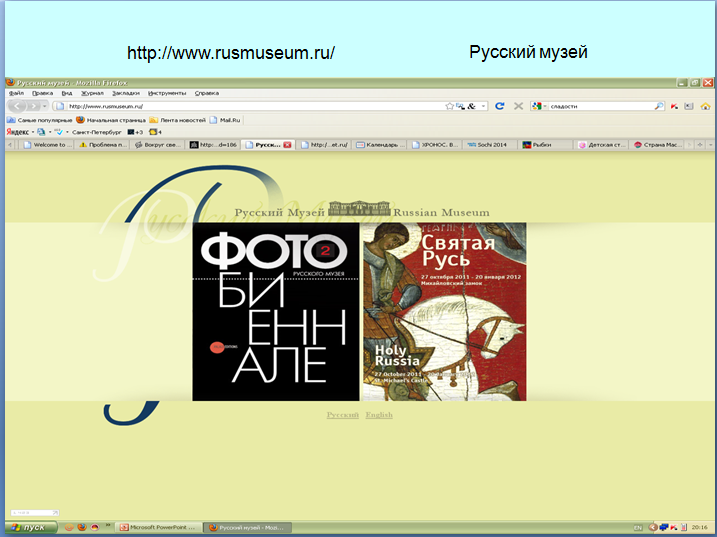 http://www.rusmuseum.ru/ Русский музей
Русский музей - Mozilla Firefox
Файл Правка Вид Журнал Закладки Инструменты Справка
http://www.rusmuseum.ru/ сладости
Самые популярные Начальная страница Лента новостей Mail.Ru
Яндекс Санкт-Петербург +3 4
Welcome to ... Проблема п... Вокруг све... http:...d=186 Русск... http:/...et.ru/ Календарь ... ХРОНОС. В... Sochi 2014 Рыбки Детская ст... Страна Мас...
Русский Музей Russian Museum
ФОТО 2
РУССКОГО МУЗЕЯ
БИ
ЕНН
АЛЕ
Святая
Русь
27 октября 2011 - 20 января 2012
Михайловский замок
Holy
Russia
27 October 2011 -
St. Michael's Castle
Русский English
пуск Microsoft PowerPoint ... Русский музей - Moz... EN 20:16